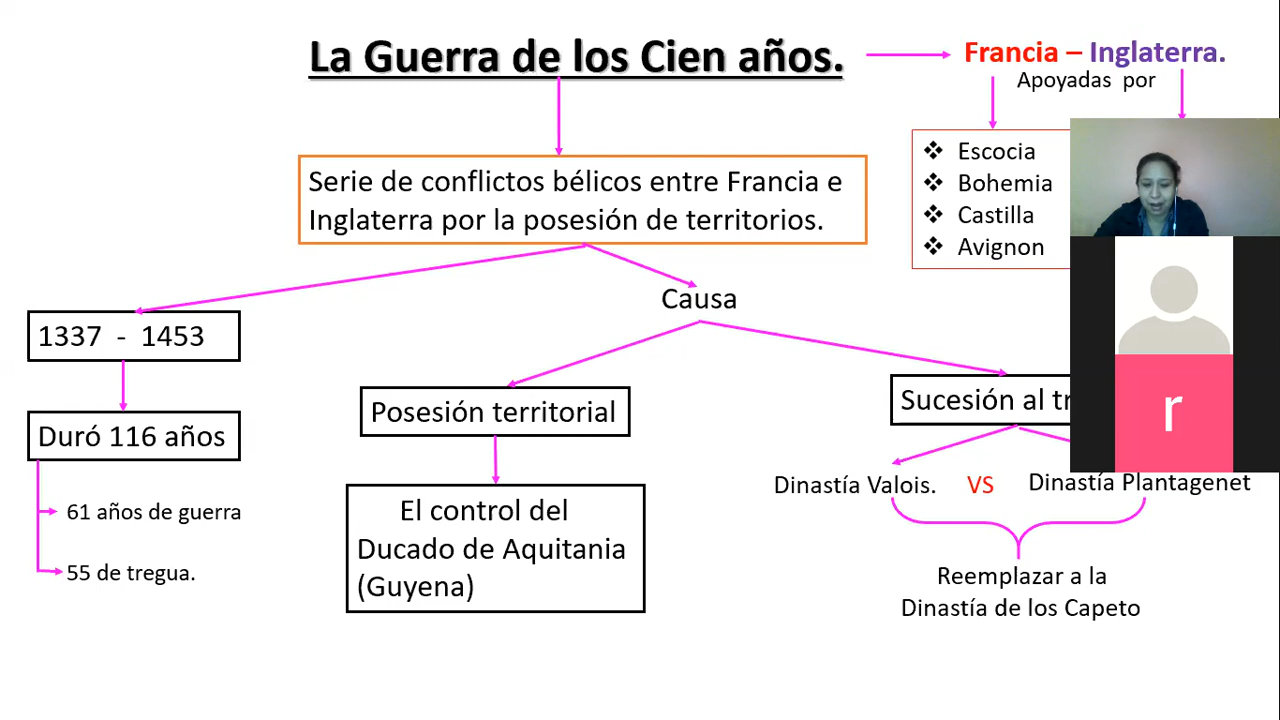 La Guerra de los Cien años.
Francia – Inglaterra.
Apoyadas por
❖ Escocia
❖ Bohemia
❖ Castilla
❖ Avignon
Serie de conflictos bélicos entre Francia e
Inglaterra por la posesión de territorios.
Causa
1337 - 1453
Duró 116 años
61 años de guerra
55 de tregua.
Posesión territorial
El control del
Ducado de Aquitania
(Guyena)
Sucesión al
Dinastía Valois. VS Dinastía Plantagenet
Reemplazar a la
Dinastía de los Capeto
r